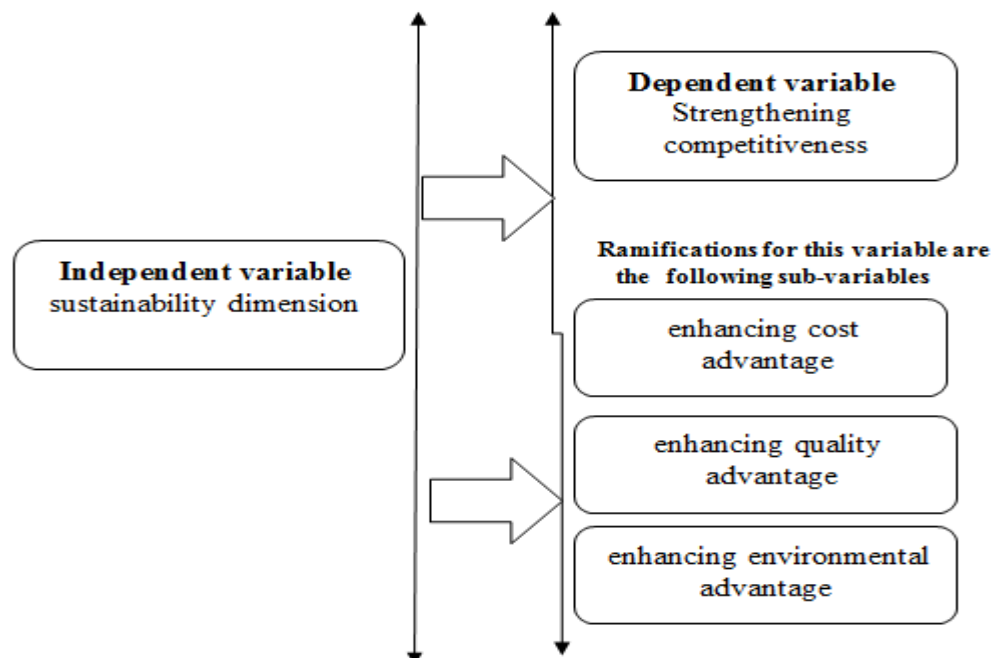 Independent variable
sustainability dimension
Dependent variable
Strengthening
competitiveness
Ramifications for this variable are
the following sub-variables
enhancing cost
advantage
enhancing quality
advantage
enhancing environmental
advantage